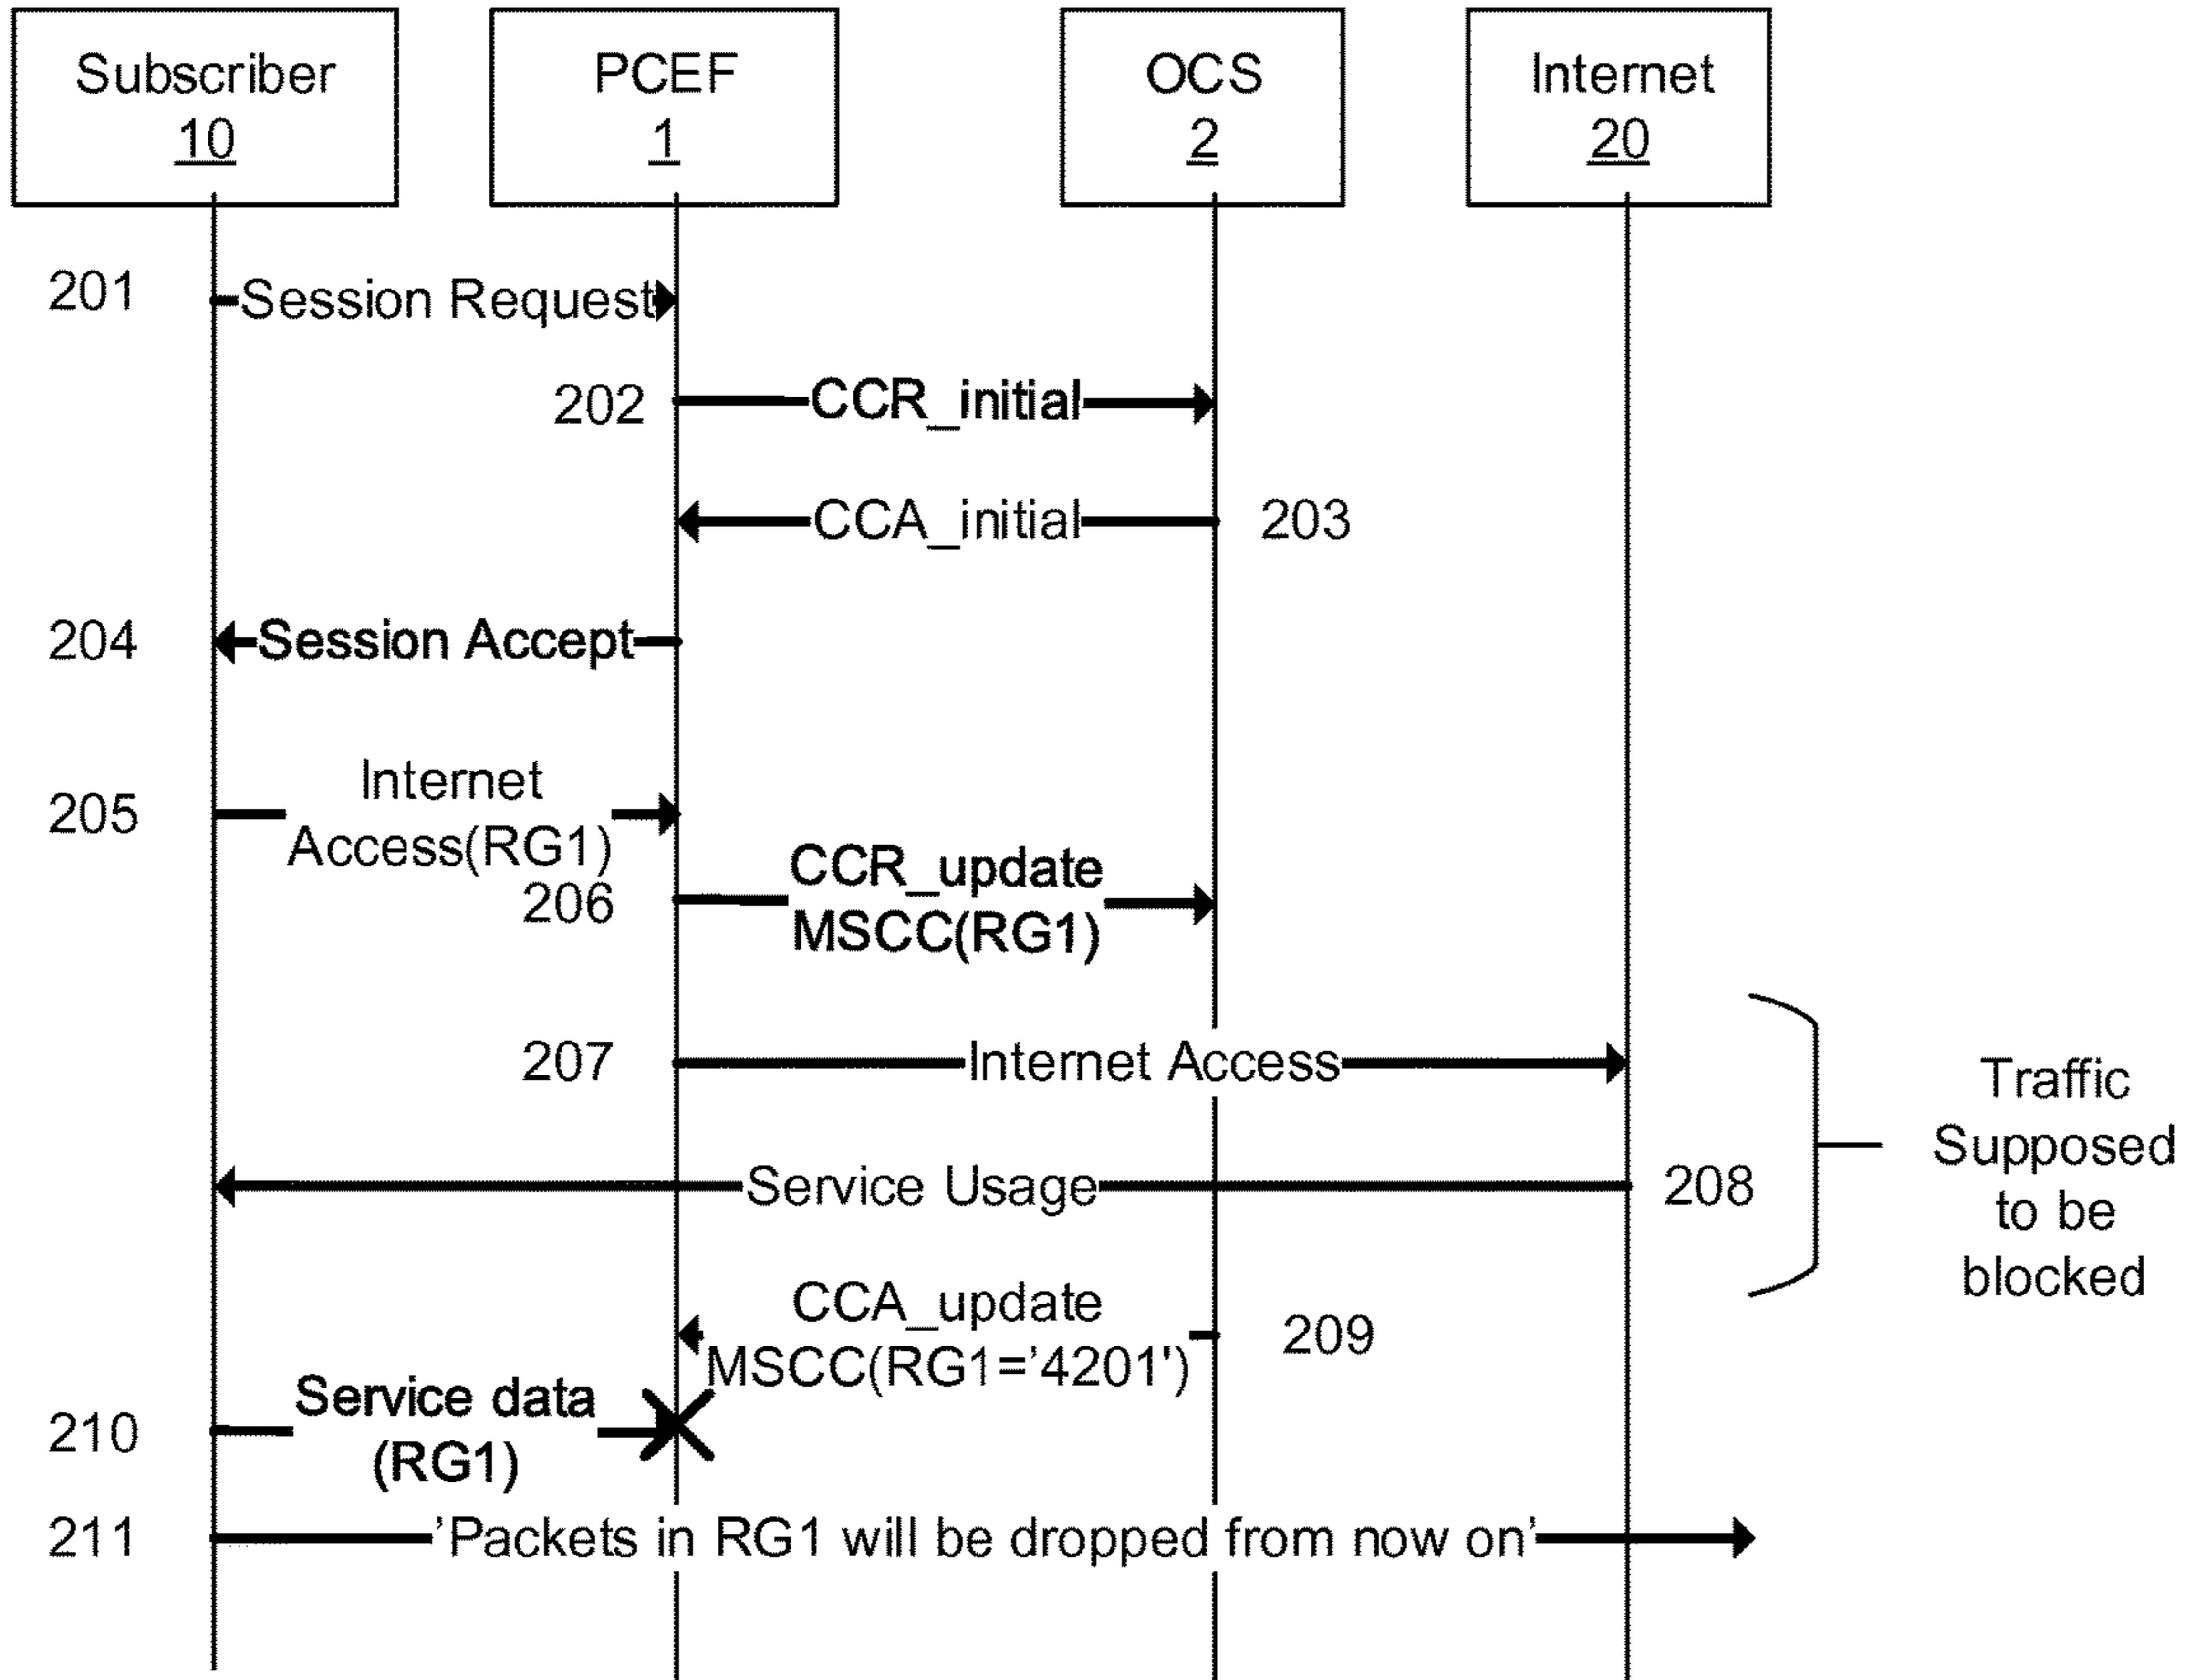 Subscriber
10
PCEF
1
OCS
2
Internet
20
201
Session Request
202
CCR_initial
CCA_initial
203
204
Session Accept
205
Internet
Access(RG1)
206
CCR_update
MSCC(RG1)
207
Internet Access
Service Usage
208
Traffic
Supposed
to be
blocked
CCA_update
MSCC(RG1='4201')
209
210
Service data
(RG1)
211
'Packets in RG1 will be dropped from now on'